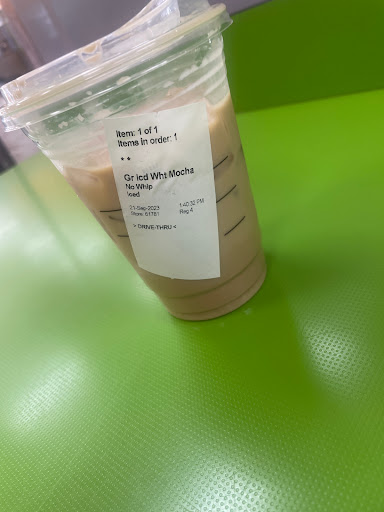 Item: 1 of 1
Items in order: 1
* *
Gr icd Wht Mocha
No Whip
Iced
21-Sep-2023 1:40:32 PM
Store: 61761 Reg 4
> DRIVE-THRU <